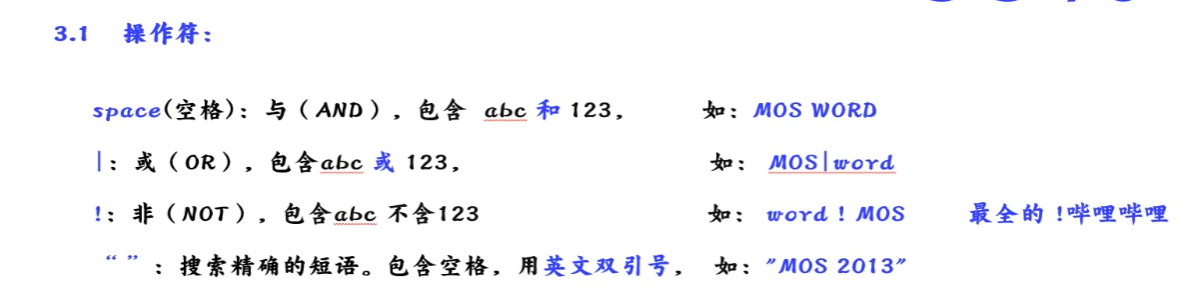 3.1 操作符：
space(空格)：与（AND），包含 abc 和 123， 如：MOS WORD
|：或（OR），包含abc 或 123， 如： MOS|word
!：非（NOT），包含abc 不含123 如： word ! MOS 最全的 !哔哩哔哩
“ ”：搜索精确的短语。包含空格，用英文双引号， 如："MOS 2013"